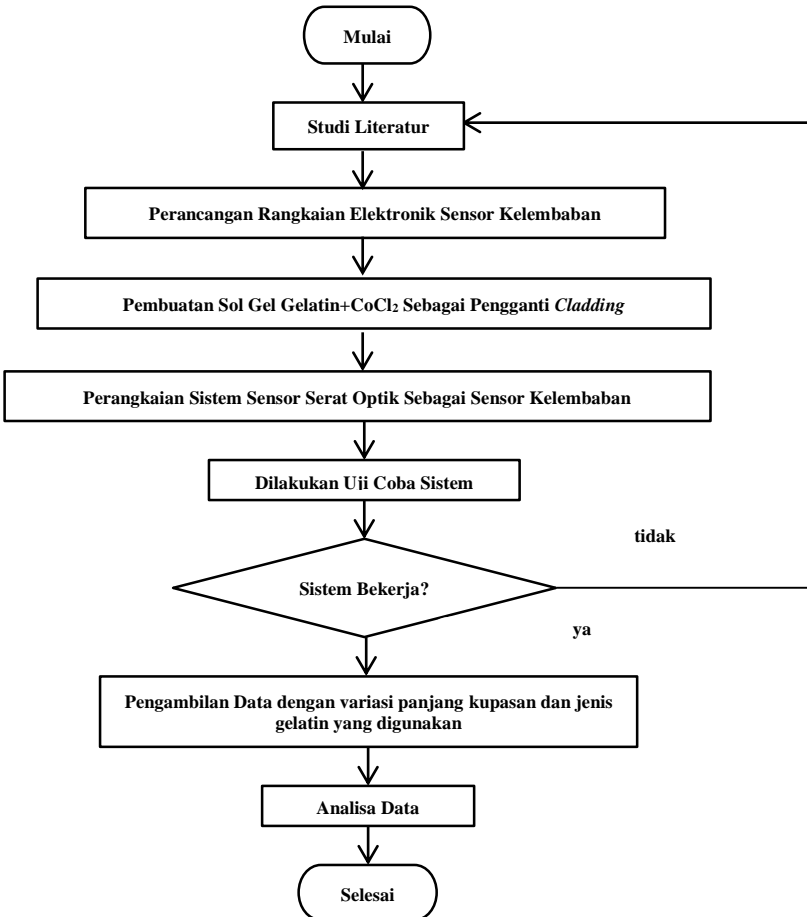 Mulai
Studi Literatur
Perancangan Rangkaian Elektronik Sensor Kelembaban
Pembuatan Sol Gel Gelatin+CoCl₂ Sebagai Pengganti Cladding
Perangkaian Sistem Sensor Serat Optik Sebagai Sensor Kelembaban
Dilakukan Uji Coba Sistem
tidak
Sistem Bekerja?
ya
Pengambilan Data dengan variasi panjang kupasan dan jenis
gelatin yang digunakan
Analisa Data
Selesai